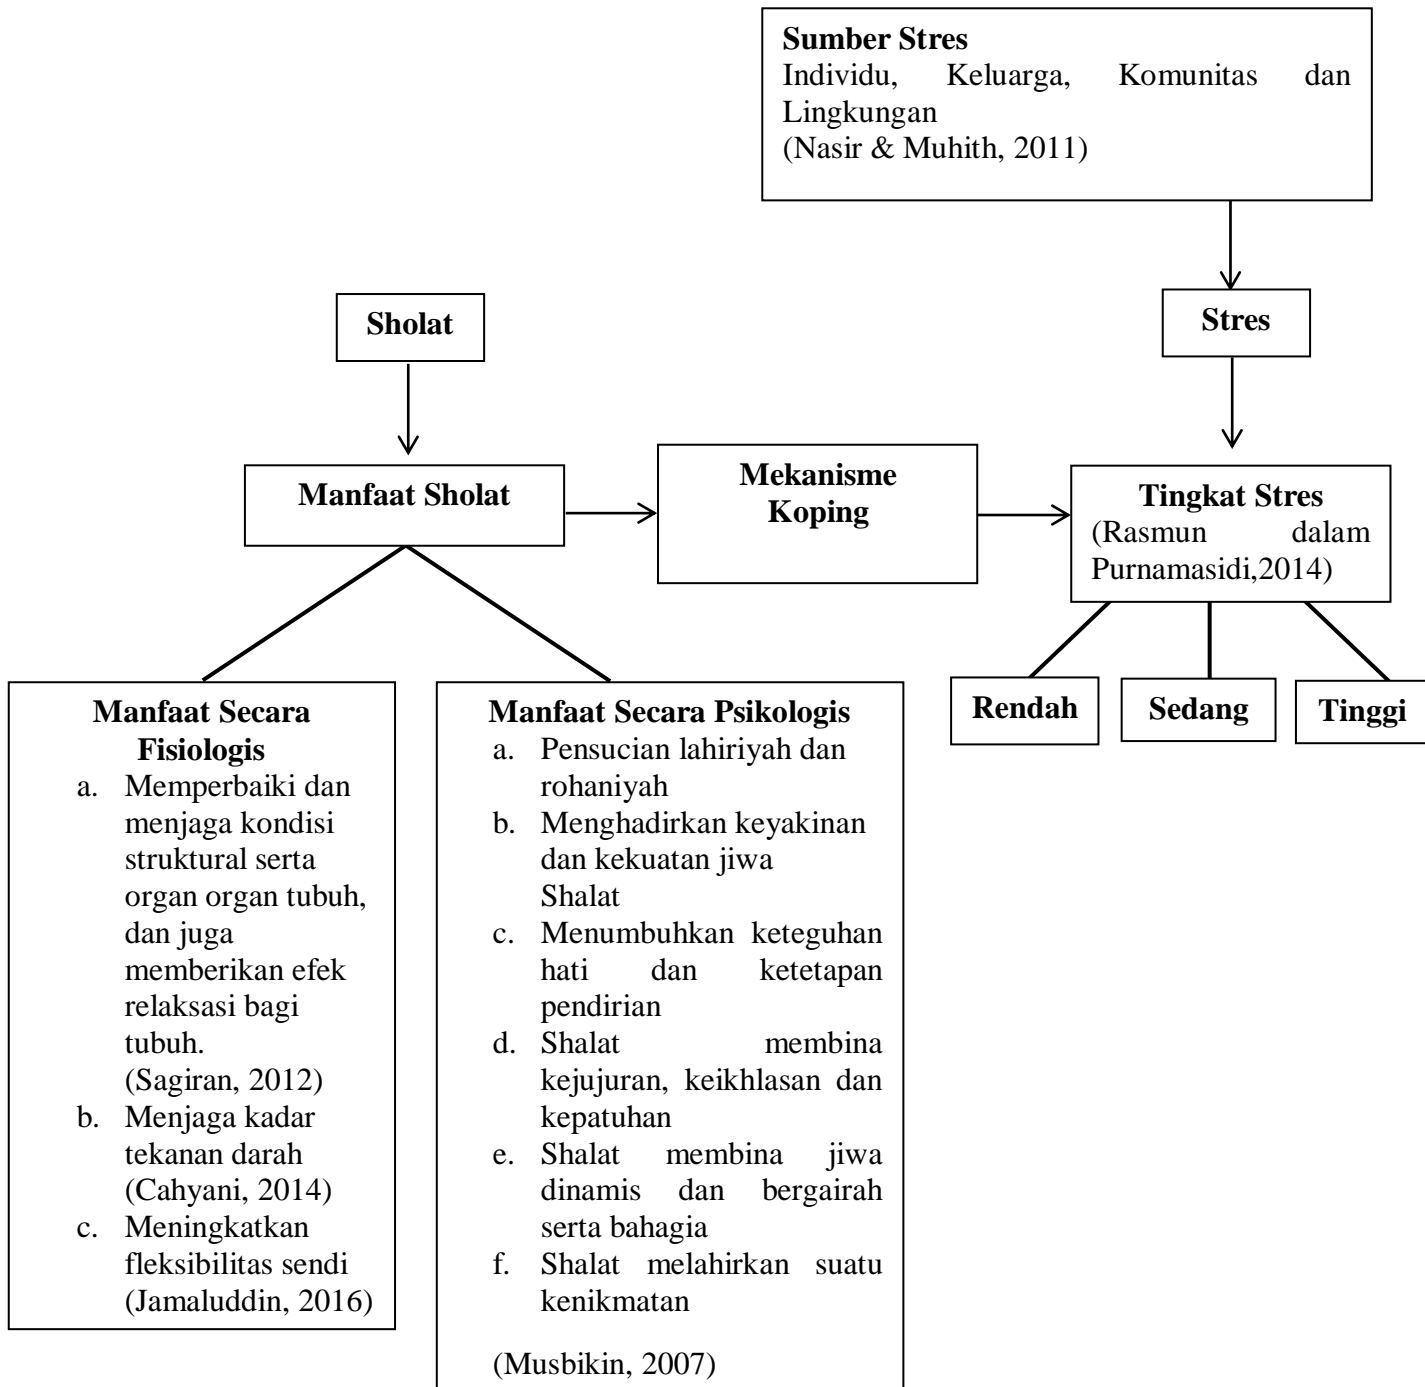 Sumber Stres
Individu, Keluarga, Komunitas dan
Lingkungan
(Nasir & Muhith, 2011)
Sholat
Stres
Manfaat Sholat
Mekanisme
Koping
Tingkat Stres
(Rasmun dalam
Purnamasidi,2014)
Manfaat Secara
Fisiologis
a. Memperbaiki dan
menjaga kondisi
struktural serta
organ organ tubuh,
dan juga
memberikan efek
relaksasi bagi
tubuh.
(Sagiran, 2012)
b. Menjaga kadar
tekanan darah
(Cahyani, 2014)
c. Meningkatkan
fleksibilitas sendi
(Jamaluddin, 2016)
Manfaat Secara Psikologis
a. Pensucian lahiriyah dan
rohaniyah
b. Menghadirkan keyakinan
dan kekuatan jiwa
Shalat
c. Menumbuhkan keteguhan
hati dan ketetapan
pendirian
d. Shalat membina
kejujuran, keikhlasan dan
kepatuhan
e. Shalat membina jiwa
dinamis dan bergairah
serta bahagia
f. Shalat melahirkan suatu
kenikmatan
(Musbikin, 2007)
Rendah
Sedang
Tinggi